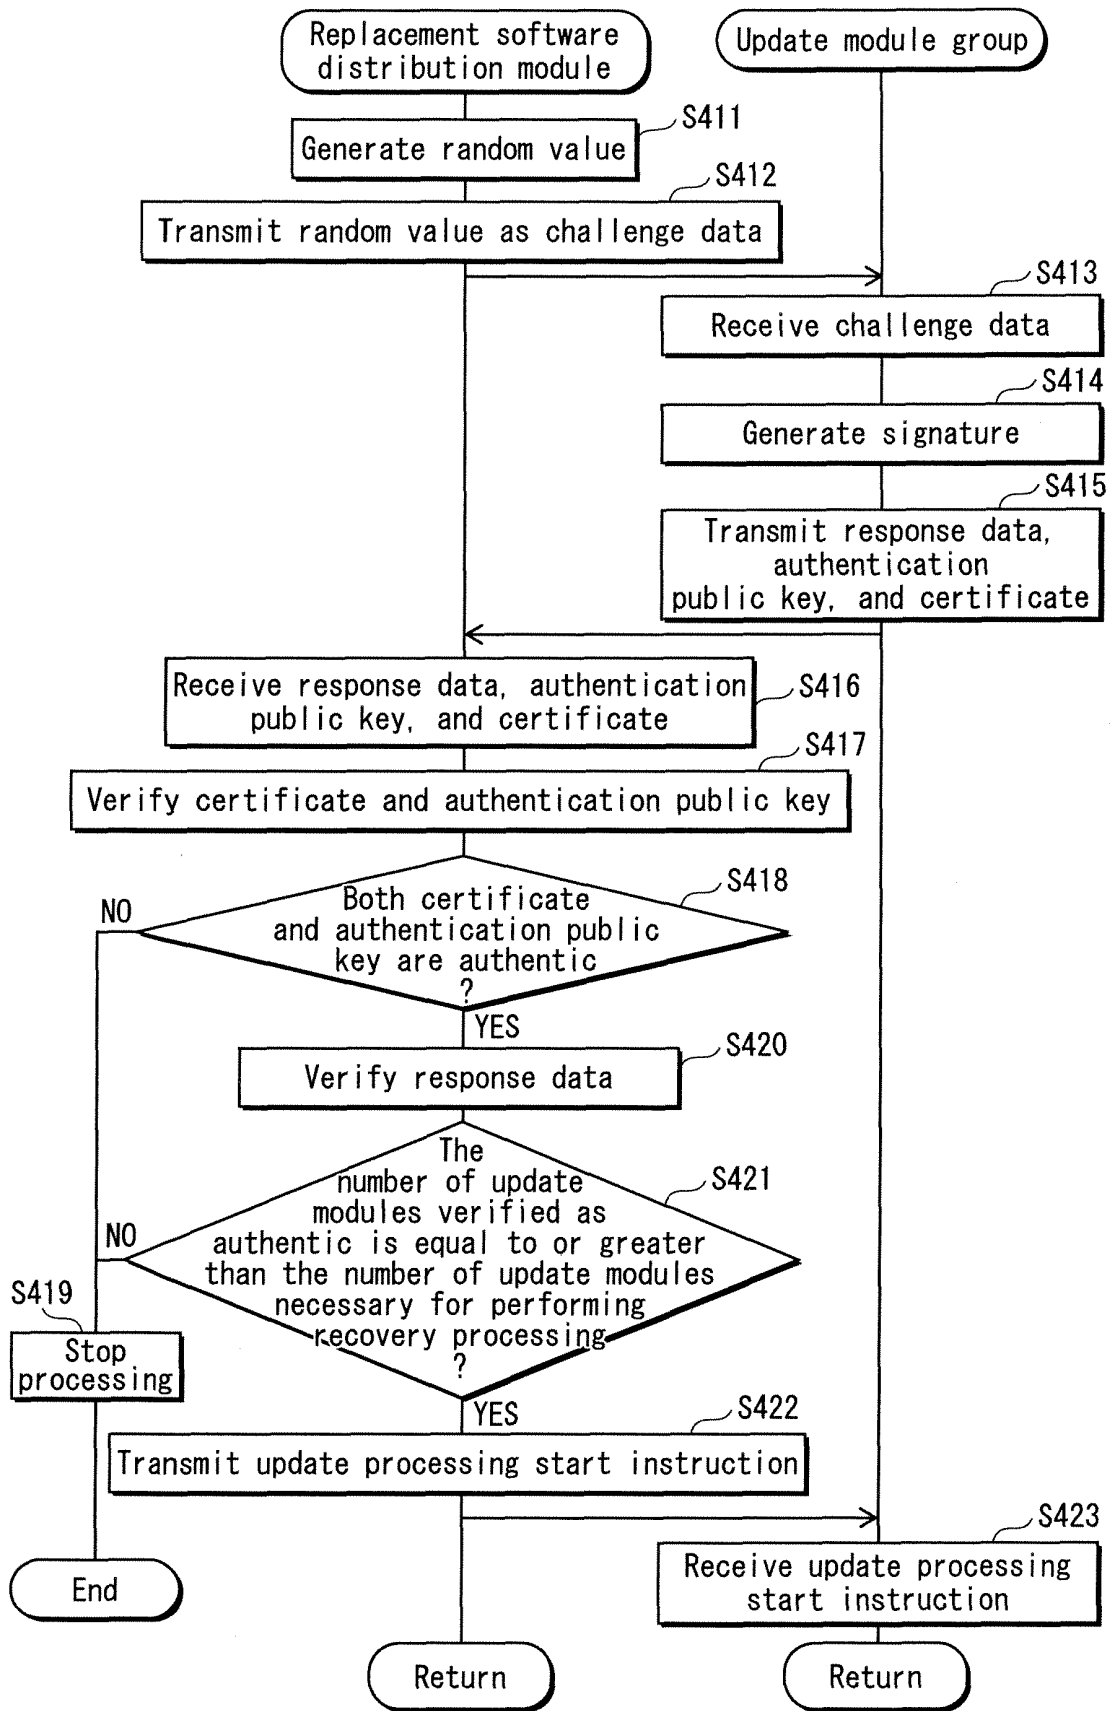 Replacement software
distribution module
Update module group
S411
Generate random value
S412
Transmit random value as challenge data
S413
Receive challenge data
S414
Generate signature
S415
Transmit response data,
authentication
public key, and certificate
Receive response data, authentication
public key, and certificate
S416
S417
Verify certificate and authentication public key
S418
Both certificate
and authentication public
key are authentic
?
NO
YES
S420
Verify response data
S421
The
number of update
modules verified as
authentic is equal to or greater
than the number of update modules
necessary for performing
recovery processing
?
NO
S419
Stop
processing
YES
S422
Transmit update processing start instruction
S423
Receive update processing
start instruction
End
Return
Return